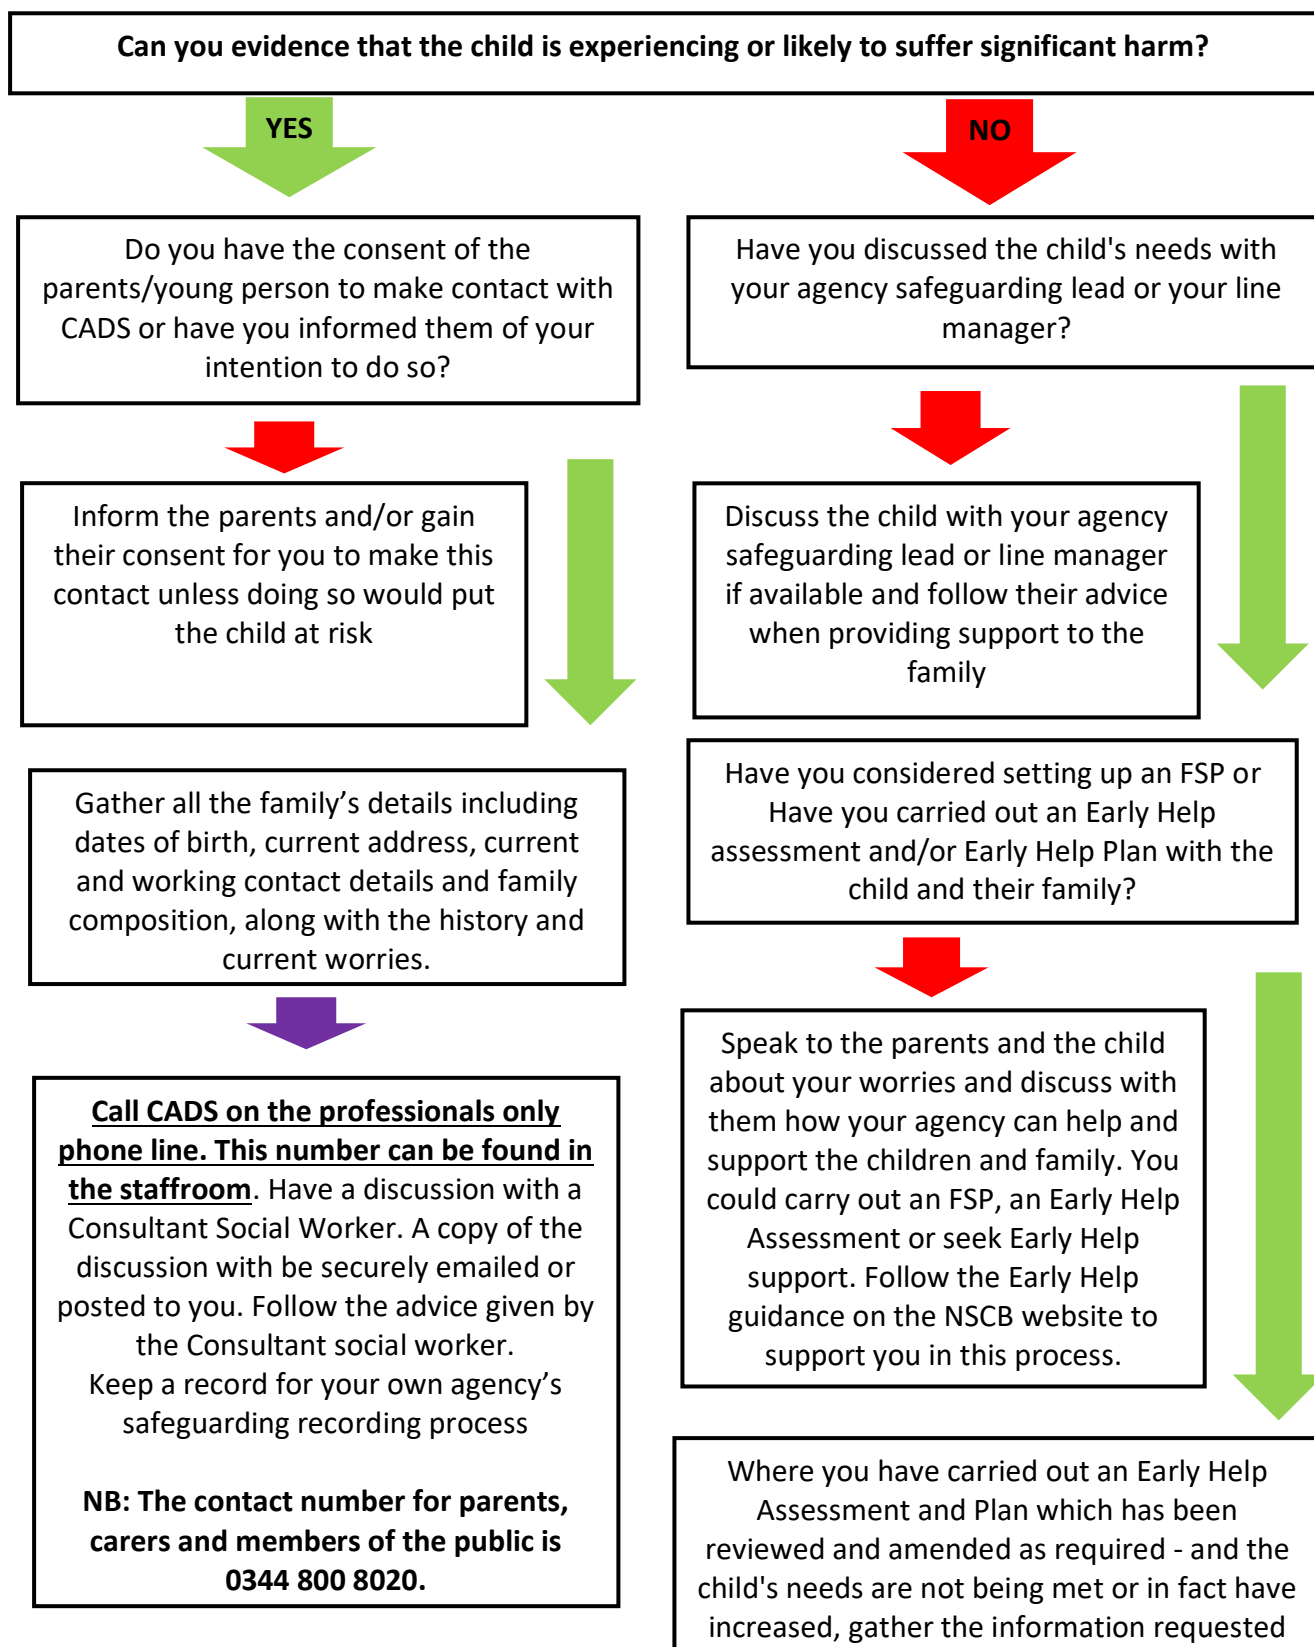 Can you evidence that the child is experiencing or likely to suffer significant harm?
YES
NO
Do you have the consent of the
parents/young person to make contact with
CADS or have you informed them of your
intention to do so?
Have you discussed the child's needs with
your agency safeguarding lead or your line
manager?
Inform the parents and/or gain
their consent for you to make this
contact unless doing so would put
the child at risk
Discuss the child with your agency
safeguarding lead or line manager
if available and follow their advice
when providing support to the
family
Gather all the family’s details including
dates of birth, current address, current
and working contact details and family
composition, along with the history and
current worries.
Have you considered setting up an FSP or
Have you carried out an Early Help
assessment and/or Early Help Plan with the
child and their family?
Call CADS on the professionals only
phone line. This number can be found in
the staffroom. Have a discussion with a
Consultant Social Worker. A copy of the
discussion with be securely emailed or
posted to you. Follow the advice given by
the Consultant social worker.
Keep a record for your own agency’s
safeguarding recording process
NB: The contact number for parents,
carers and members of the public is
0344 800 8020.
Speak to the parents and the child
about your worries and discuss with
them how your agency can help and
support the children and family. You
could carry out an FSP, an Early Help
Assessment or seek Early Help
support. Follow the Early Help
guidance on the NSCB website to
support you in this process.
Where you have carried out an Early Help
Assessment and Plan which has been
reviewed and amended as required - and the
child's needs are not being met or in fact have
increased, gather the information requested